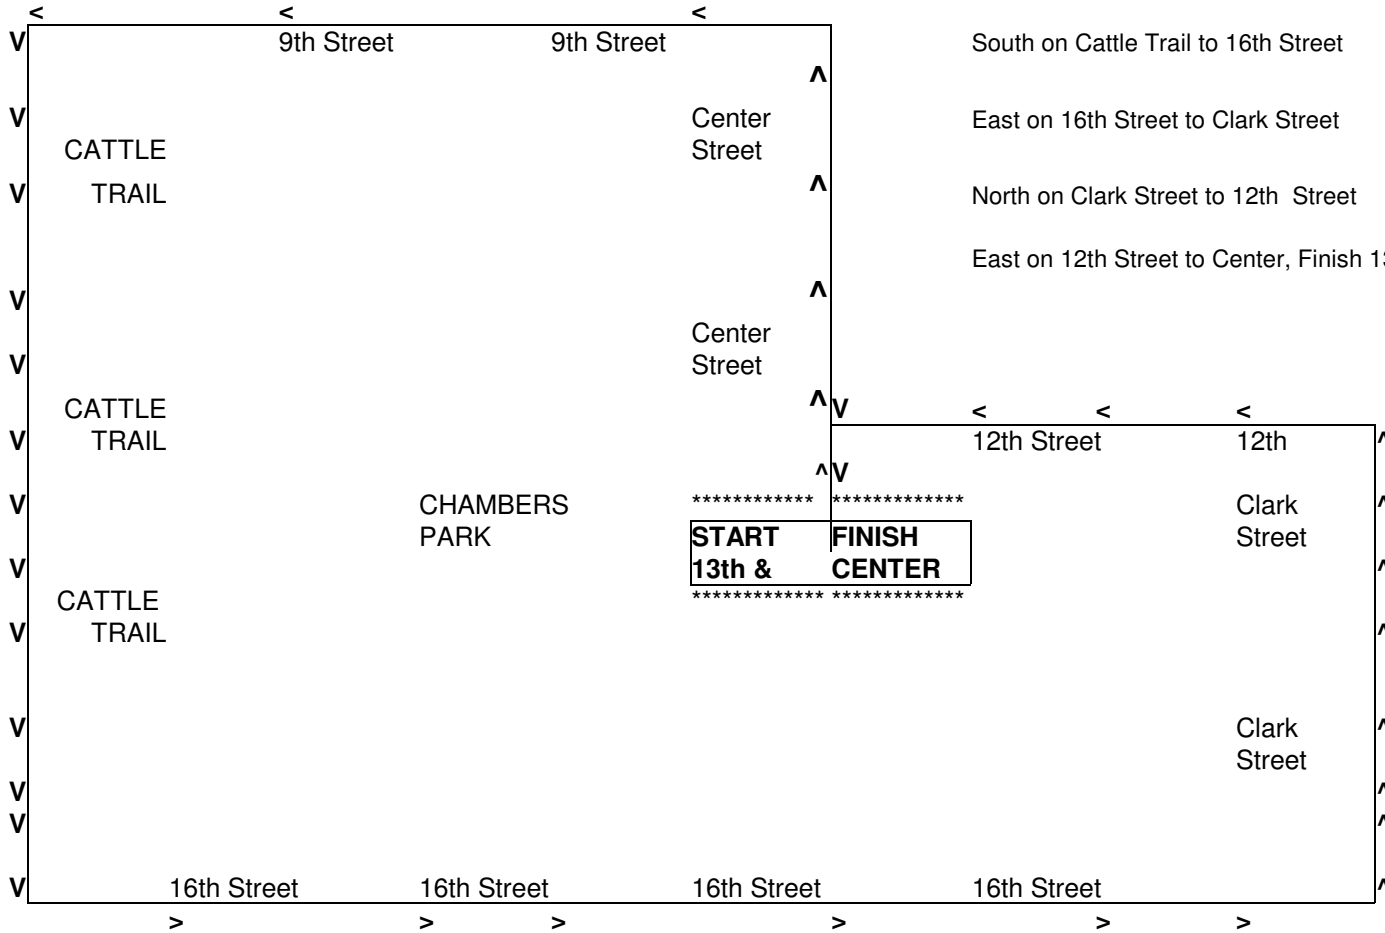 < < <
V 9th Street 9th Street South on Cattle Trail to 16th Street
^
V Center East on 16th Street to Clark Street
CATTLE Street
V TRAIL ^ North on Clark Street to 12th Street
East on 12th Street to Center, Finish 13
V ^
Center
V Street
CATTLE ^ V < < <
V TRAIL 12th Street 12th ^
^ V
V CHAMBERS ************ ************* Clark ^
PARK START FINISH Street
V 13th & CENTER ^
CATTLE ************* *************
V TRAIL ^
V Clark ^
Street
V ^
V ^
V 16th Street 16th Street 16th Street 16th Street ^
> > > > > >